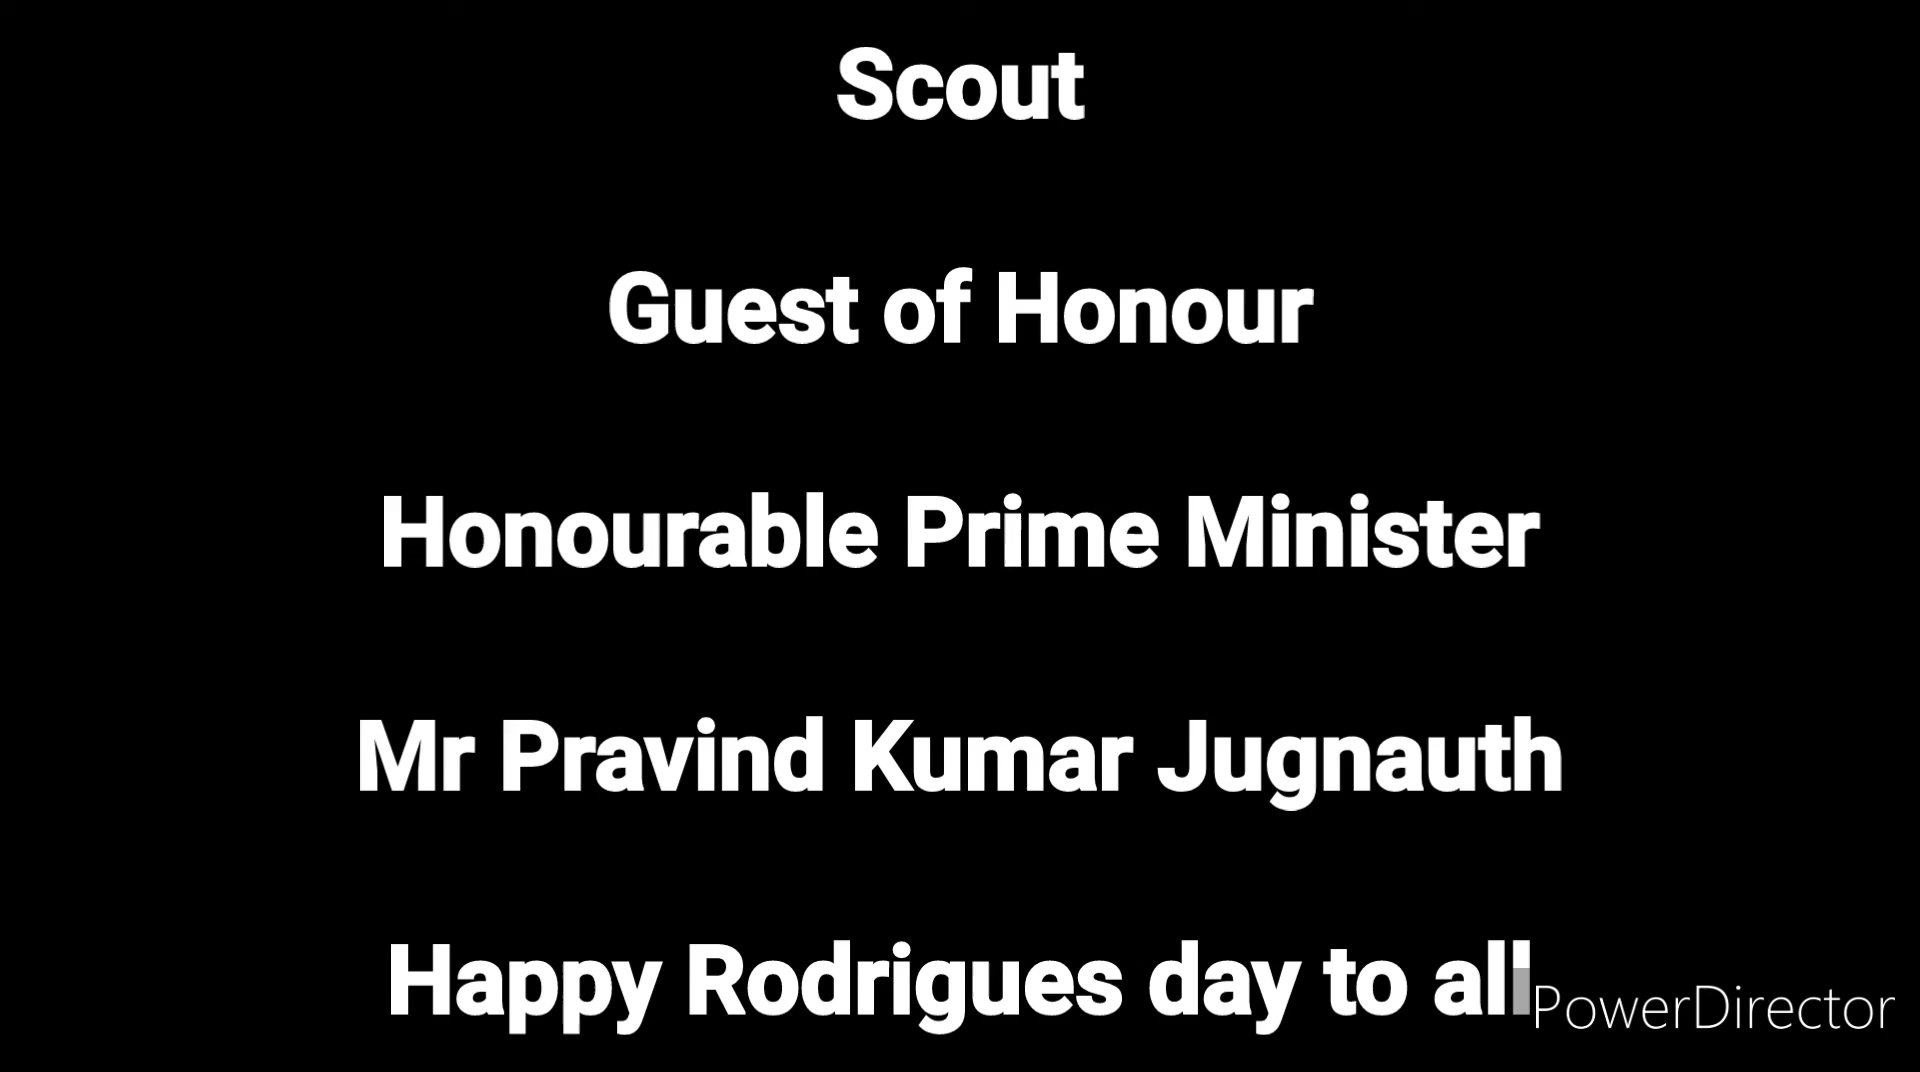 Scout
Guest of Honour
Honourable Prime Minister
Mr Pravind Kumar Jugnauth
Happy Rodrigues day to all
PowerDirector